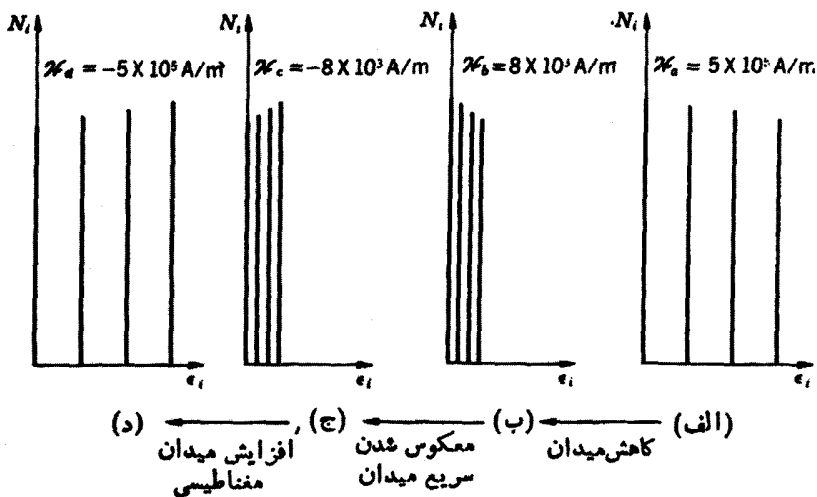 N_i
N_i
N_i
N_i
ℋ_d = −5 X 10⁵ A/m
ℋ_c = −8 X 10³ A/m
ℋ_b = 8 X 10³ A/m
ℋ_a = 5 X 10⁵ A/m
ϵ_i
ϵ_i
ϵ_i
ϵ_i
(الف)
کاهش میدان
(ب)
معکوس شدن
سریع میدان
(ج)
افزایش میدان
مغناطیسی
(د)